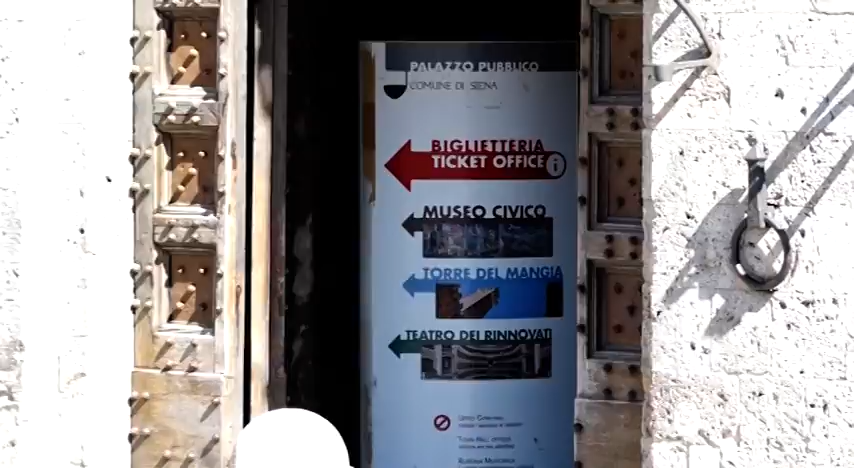 PALAZZO PUBBLICO
COMUNE DI SIENA
BIGLIETTERIA
TICKET OFFICE i
MUSEO CIVICO
TORRE DEL MANGIA
TEATRO DEI RINNOVATI